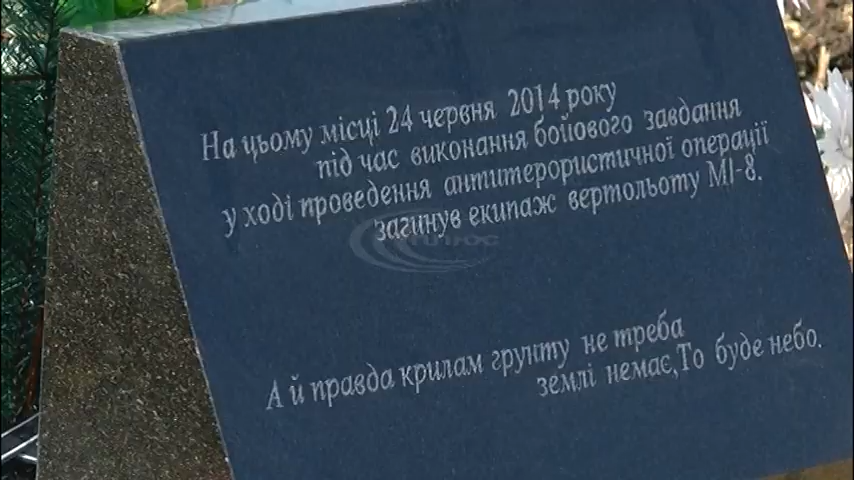 На цьому місці 24 червня 2014 року
під час виконання бойового завдання
у ході проведення антитерористичної операції
загинув екипаж вертольоту МІ-8.
А й правда крилам грунту не треба
землі немає,То буде небо.